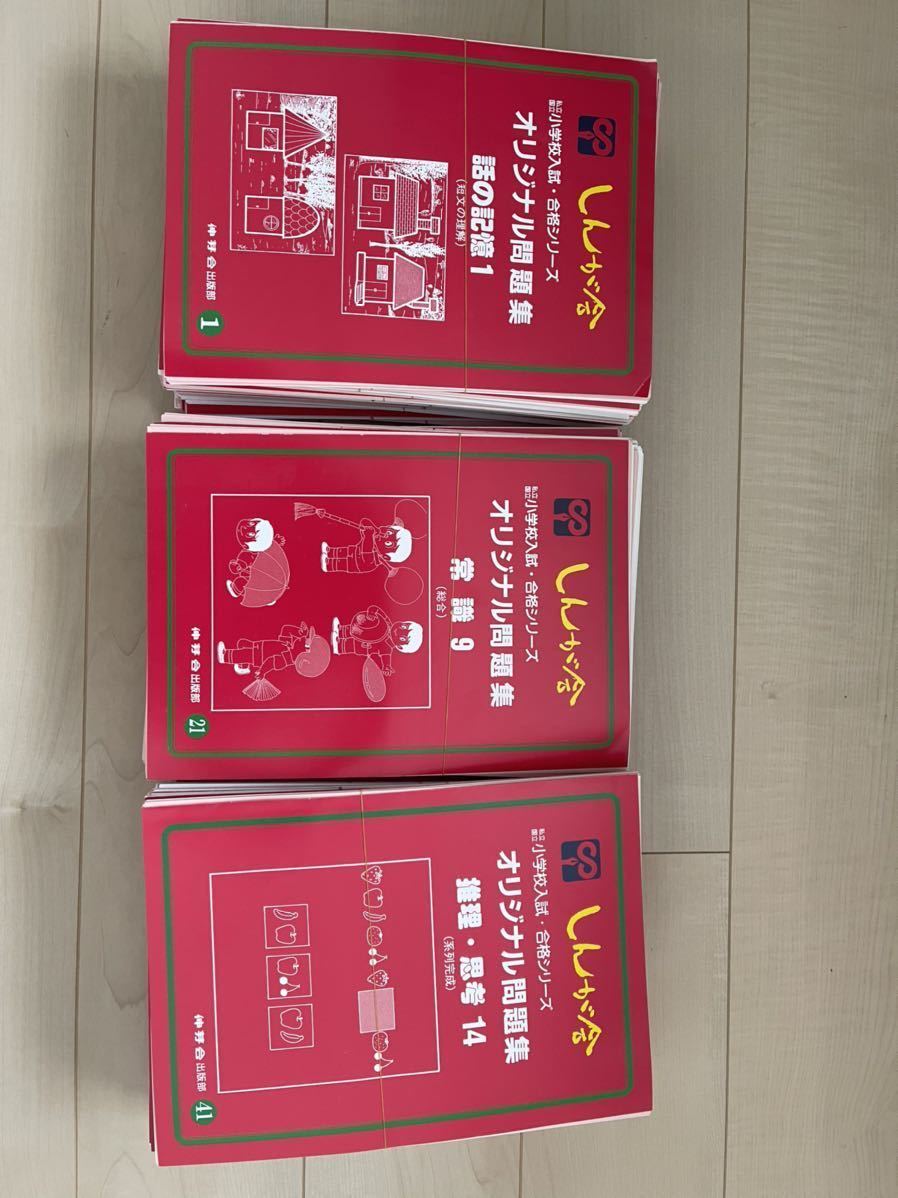 しんが会
私立
国立
小学校入試・合格シリーズ
オリジナル問題集
話の記憶1
(短文の理解)
伸芽会出版部
1
しんが会
私立
国立
小学校入試・合格シリーズ
オリジナル問題集
常識9
(総合)
伸芽会出版部
21
しんが会
私立
国立
小学校入試・合格シリーズ
オリジナル問題集
推理・思考14
(系列完成)
伸芽会出版部
41